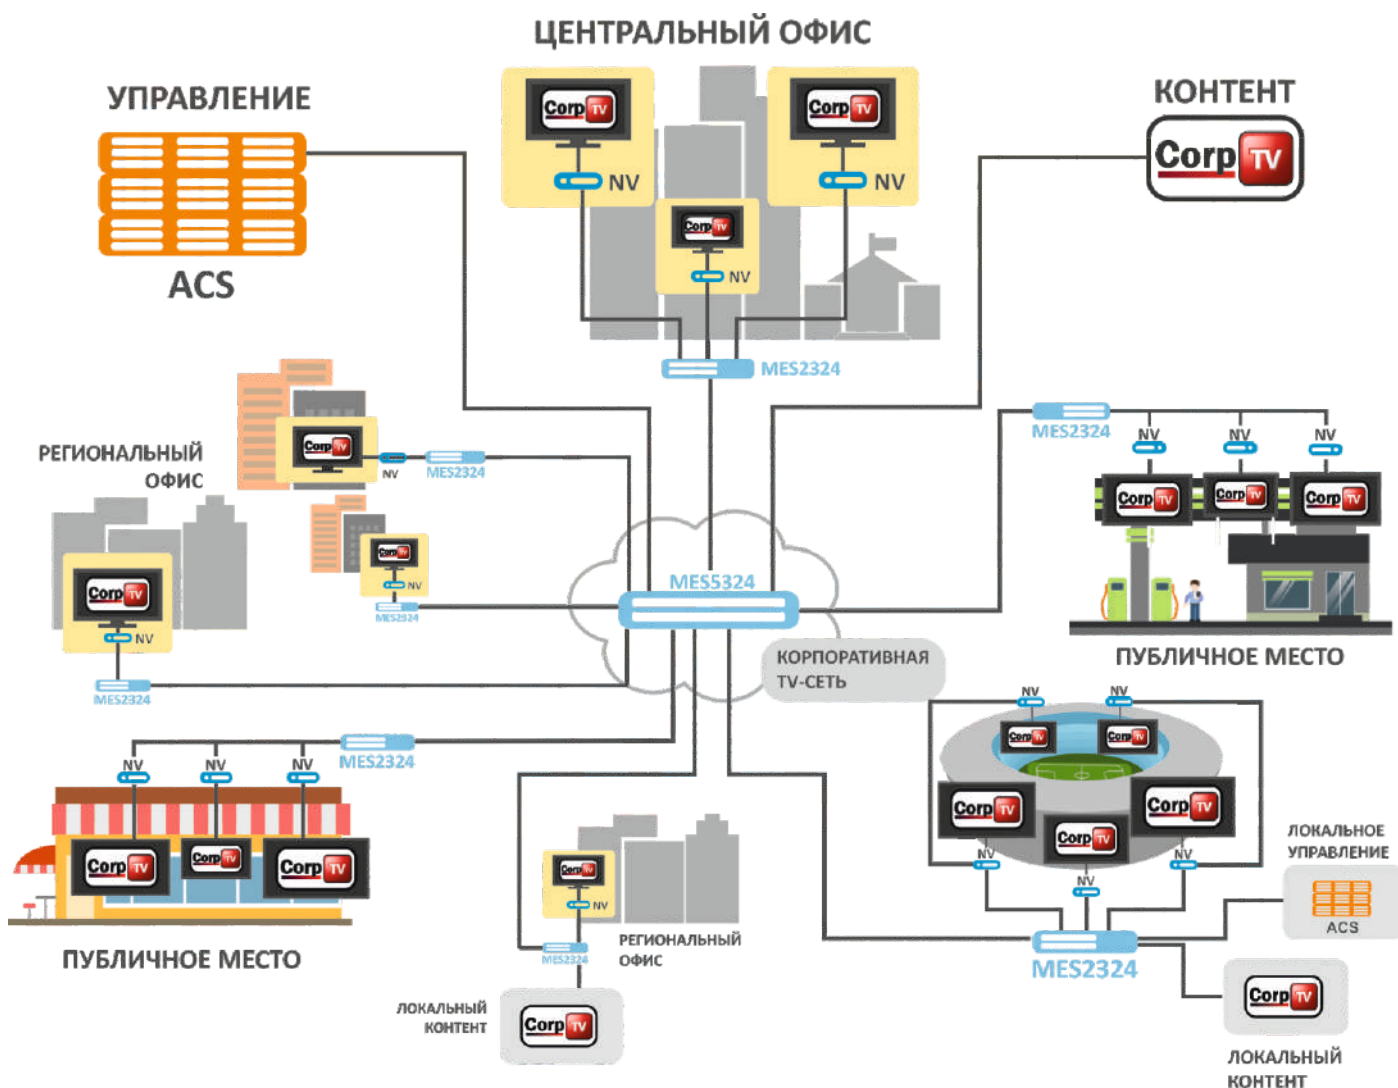 ЦЕНТРАЛЬНЫЙ ОФИС
УПРАВЛЕНИЕ
ACS
КОНТЕНТ
Corp TV
Corp TV
NV
Corp TV
NV
Corp TV
NV
MES2324
РЕГИОНАЛЬНЫЙ
ОФИС
Corp TV
NV
MES2324
Corp TV
NV
MES2324
Corp TV
NV
MES2324
MES2324
NV
NV
NV
Corp TV
Corp TV
Corp TV
ПУБЛИЧНОЕ МЕСТО
MES5324
КОРПОРАТИВНАЯ
TV-СЕТЬ
MES2324
NV
NV
NV
Corp TV
Corp TV
Corp TV
ПУБЛИЧНОЕ МЕСТО
Corp TV
NV
MES2324
РЕГИОНАЛЬНЫЙ
ОФИС
ЛОКАЛЬНЫЙ
КОНТЕНТ
Corp TV
NV
NV
Corp TV
Corp TV
Corp TV
Corp TV
Corp TV
NV
NV
NV
MES2324
ЛОКАЛЬНОЕ
УПРАВЛЕНИЕ
ACS
Corp TV
ЛОКАЛЬНЫЙ
КОНТЕНТ